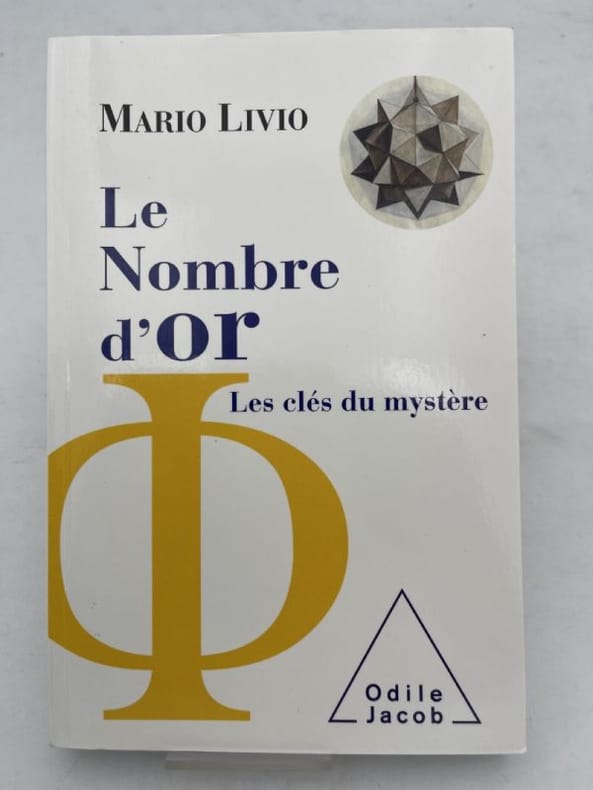 MARIO LIVIO
Le
Nombre
d'or
Les clés du mystère
Φ
Odile
Jacob